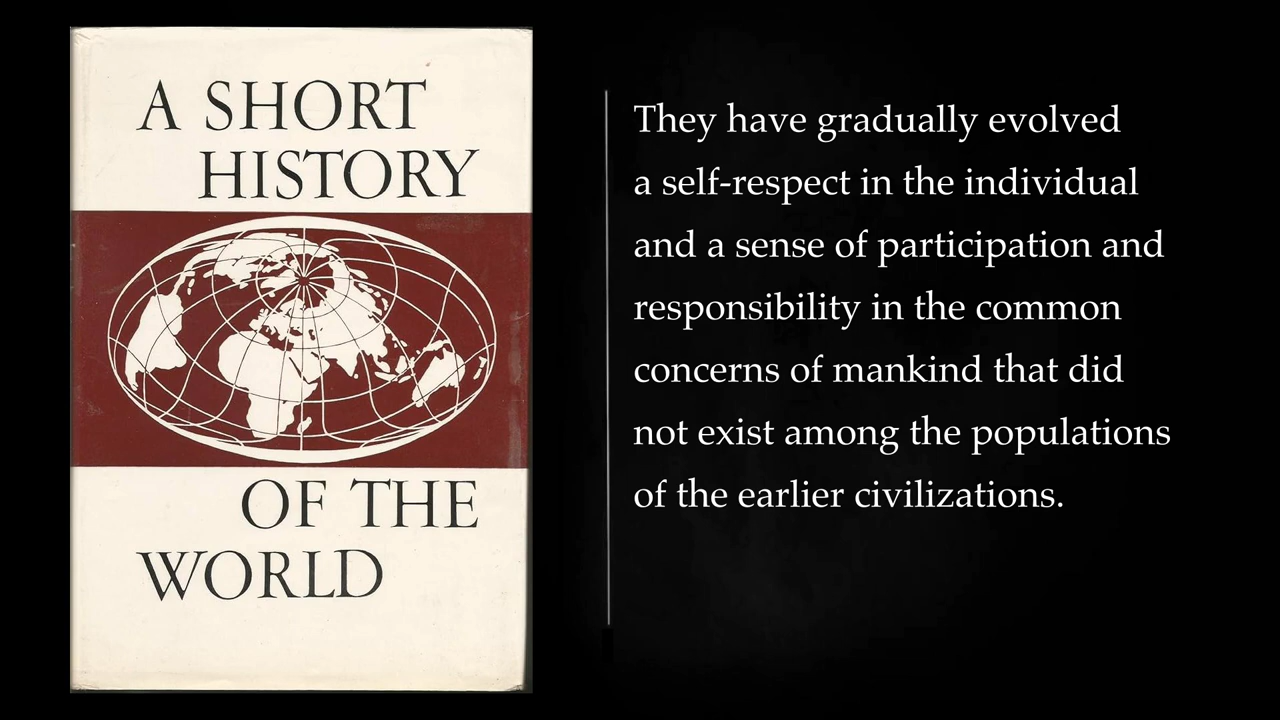 A SHORT
HISTORY
OF THE
WORLD
They have gradually evolved
a self-respect in the individual
and a sense of participation and
responsibility in the common
concerns of mankind that did
not exist among the populations
of the earlier civilizations.